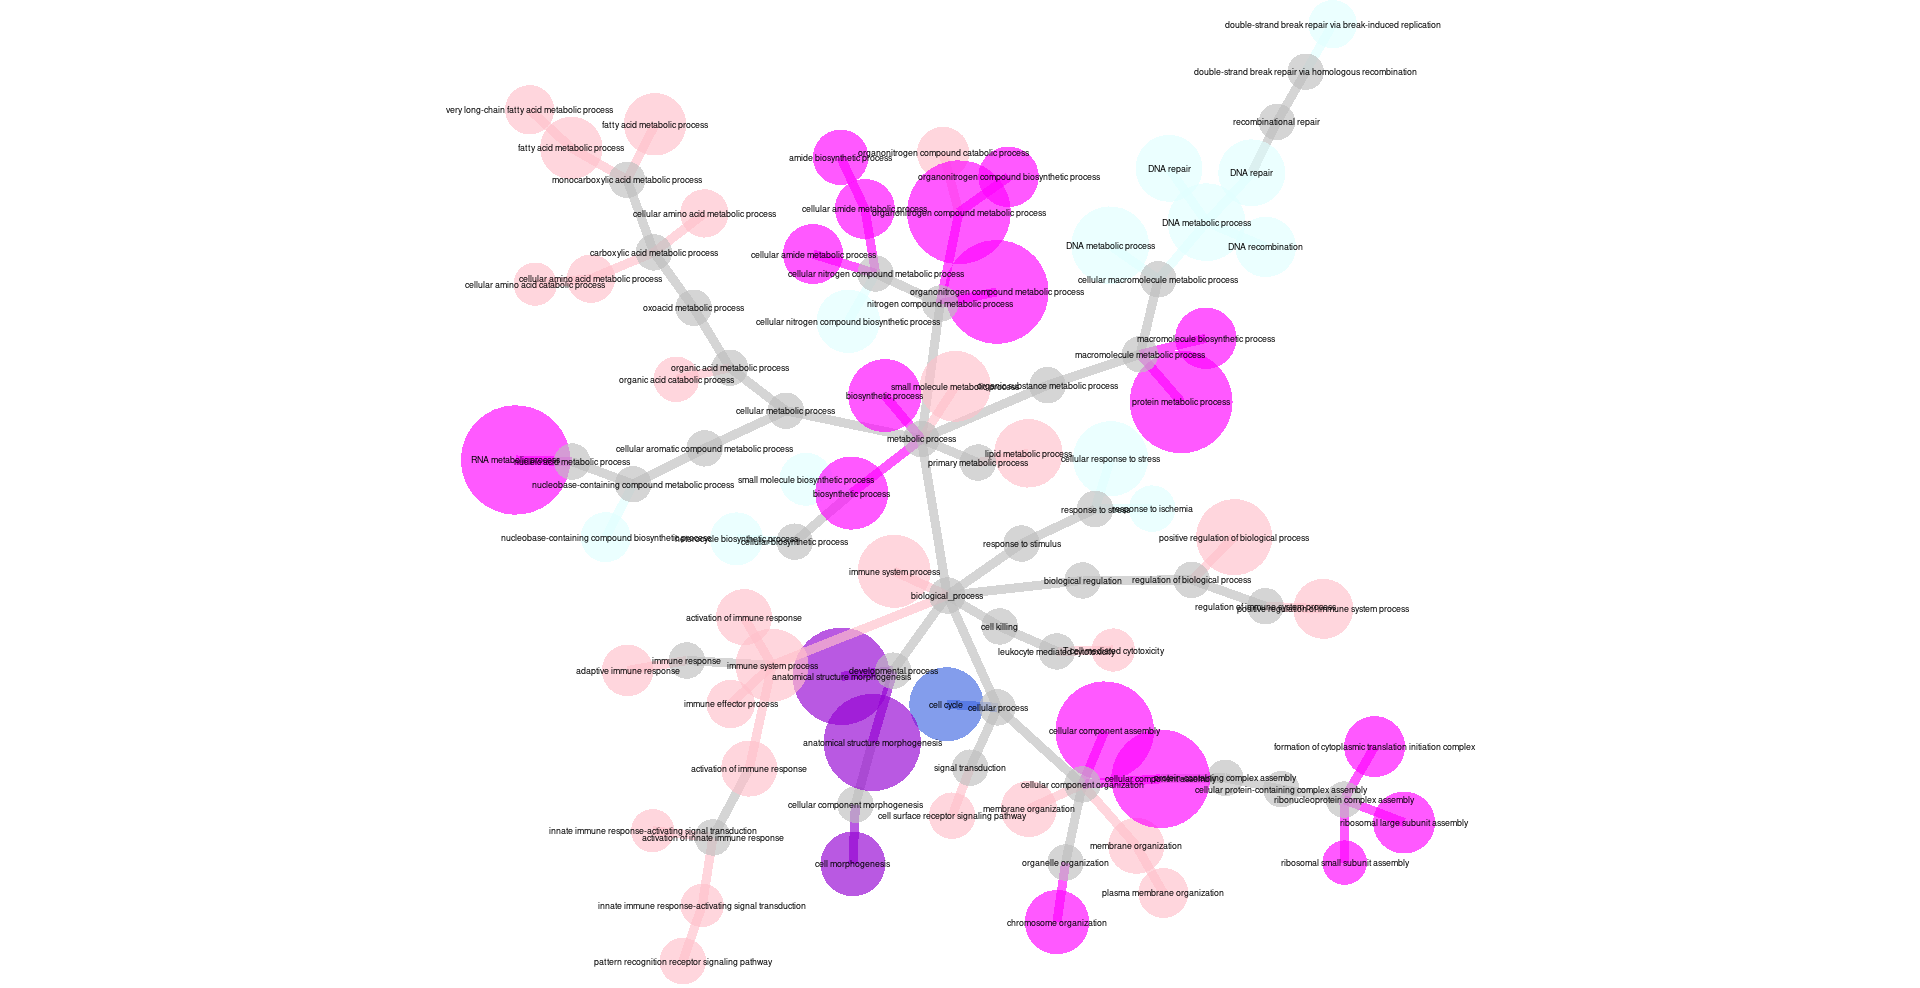 double-strand break repair via break-induced replication
double-strand break repair via homologous recombination
very long-chain fatty acid metabolic process
recombinational repair
fatty acid metabolic process
fatty acid metabolic process
organonitrogen compound catabolic process
amide biosynthetic process
DNA repair
DNA repair
organonitrogen compound biosynthetic process
monocarboxylic acid metabolic process
cellular amide metabolic process
organonitrogen compound metabolic process
cellular amino acid metabolic process
DNA metabolic process
DNA metabolic process
DNA recombination
carboxylic acid metabolic process
cellular amide metabolic process
cellular nitrogen compound metabolic process
cellular amino acid metabolic process
cellular macromolecule metabolic process
cellular amino acid catabolic process
organonitrogen compound metabolic process
nitrogen compound metabolic process
oxoacid metabolic process
cellular nitrogen compound biosynthetic process
macromolecule biosynthetic process
macromolecule metabolic process
organic acid metabolic process
organic acid catabolic process
small molecule metabolic process
organic substance metabolic process
biosynthetic process
protein metabolic process
cellular metabolic process
metabolic process
cellular aromatic compound metabolic process
lipid metabolic process
cellular response to stress
RNA metabolic process
nucleic acid metabolic process
primary metabolic process
small molecule biosynthetic process
nucleobase-containing compound metabolic process
biosynthetic process
response to stress
response to ischemia
nucleobase-containing compound biosynthetic process
heterocycle biosynthetic process
cellular biosynthetic process
response to stimulus
positive regulation of biological process
immune system process
biological regulation
regulation of biological process
biological_process
regulation of immune system process
positive regulation of immune system process
activation of immune response
cell killing
leukocyte mediated cytotoxicity
T cell mediated cytotoxicity
immune response
immune system process
adaptive immune response
developmental process
anatomical structure morphogenesis
immune effector process
cell cycle
cellular process
cellular component assembly
anatomical structure morphogenesis
formation of cytoplasmic translation initiation complex
activation of immune response
signal transduction
cellular component assembly
protein-containing complex assembly
cellular component organization
cellular protein-containing complex assembly
ribonucleoprotein complex assembly
cellular component morphogenesis
membrane organization
cell surface receptor signaling pathway
ribosomal large subunit assembly
innate immune response-activating signal transduction
activation of innate immune response
membrane organization
cell morphogenesis
organelle organization
ribosomal small subunit assembly
plasma membrane organization
innate immune response-activating signal transduction
chromosome organization
pattern recognition receptor signaling pathway